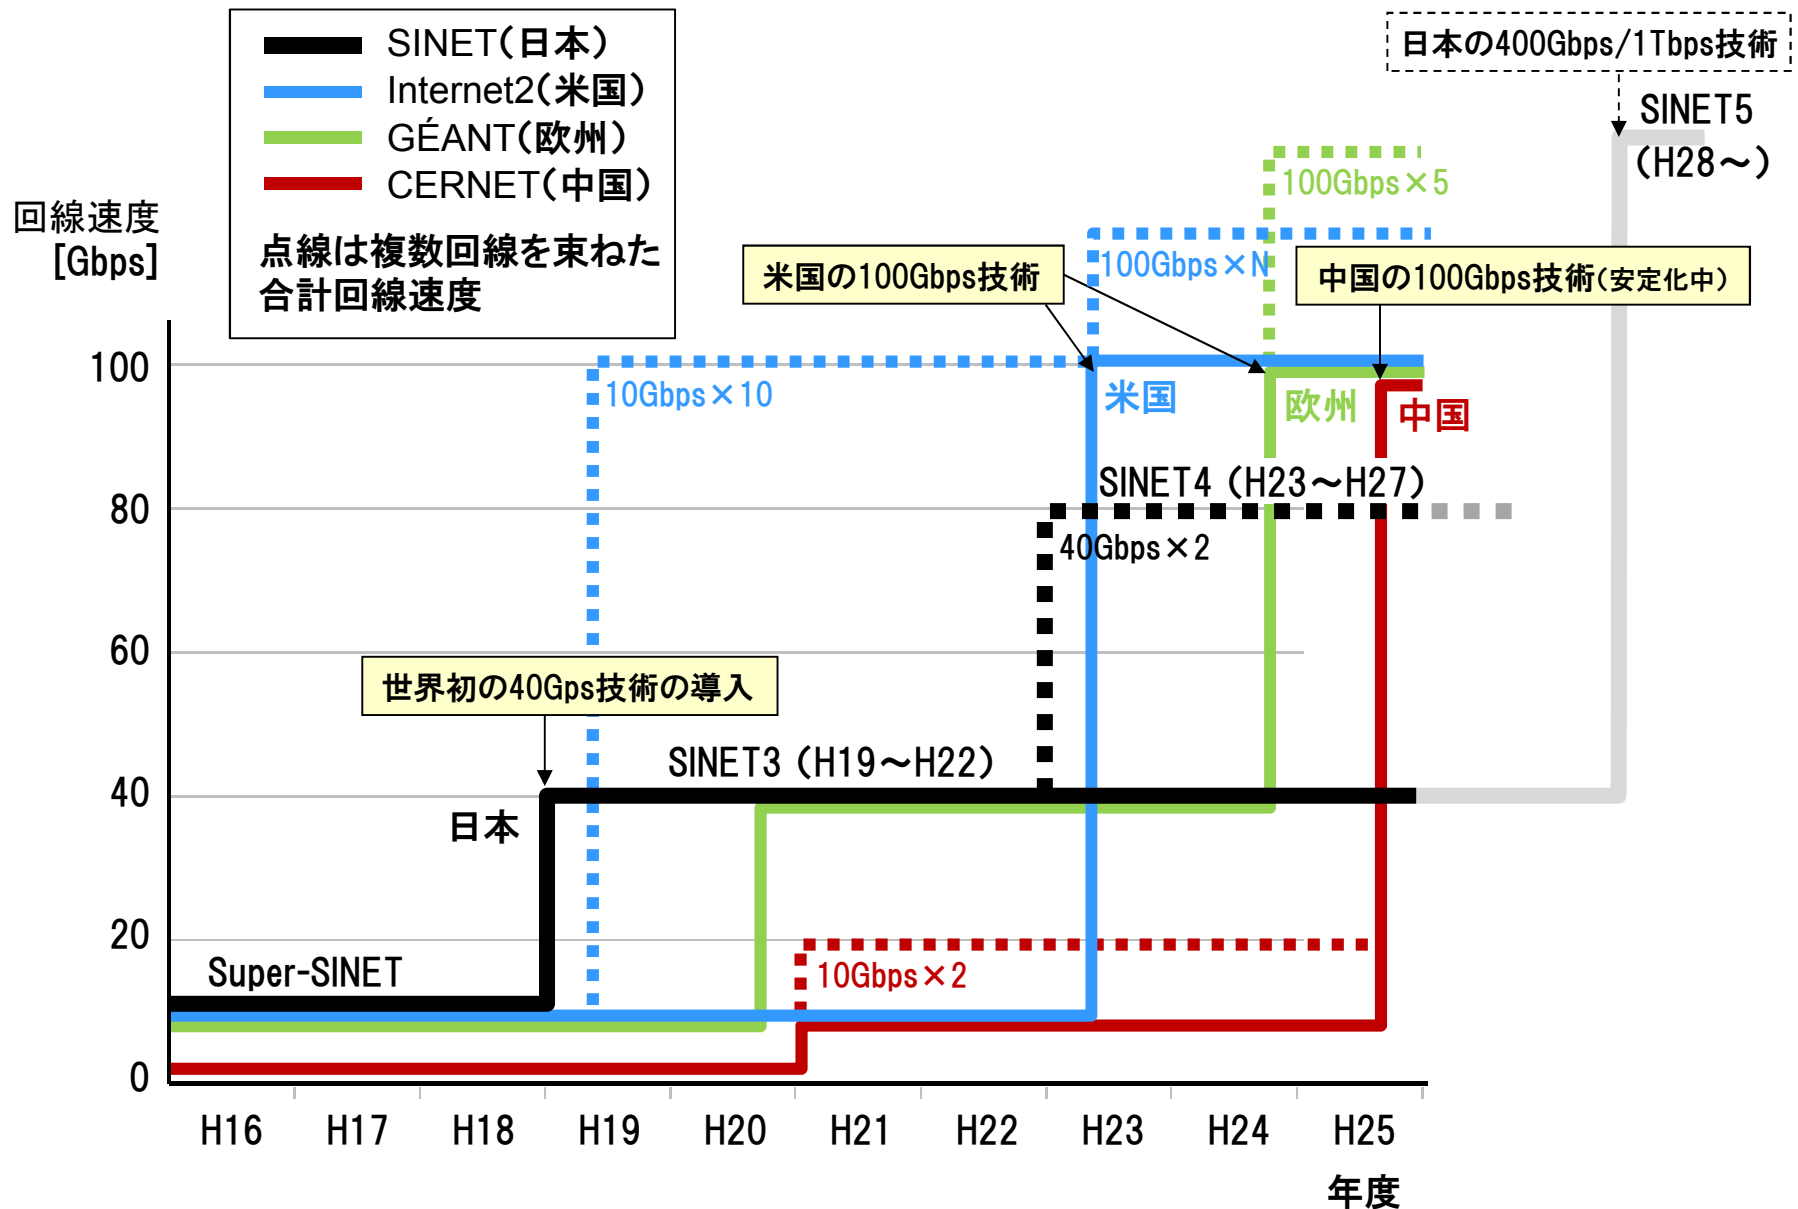 SINET(日本)
Internet2(米国)
GÉANT(欧州)
CERNET(中国)
点線は複数回線を束ねた
合計回線速度
日本の400Gbps/1Tbps技術
SINET5
(H28～)
回線速度
[Gbps]
100Gbps×5
100Gbps×N
米国の100Gbps技術
中国の100Gbps技術(安定化中)
100
10Gbps×10
米国
欧州
中国
SINET4 (H23～H27)
80
40Gbps×2
60
世界初の40Gps技術の導入
SINET3 (H19～H22)
40
日本
20
Super-SINET
10Gbps×2
0
H16 H17 H18 H19 H20 H21 H22 H23 H24 H25
年度